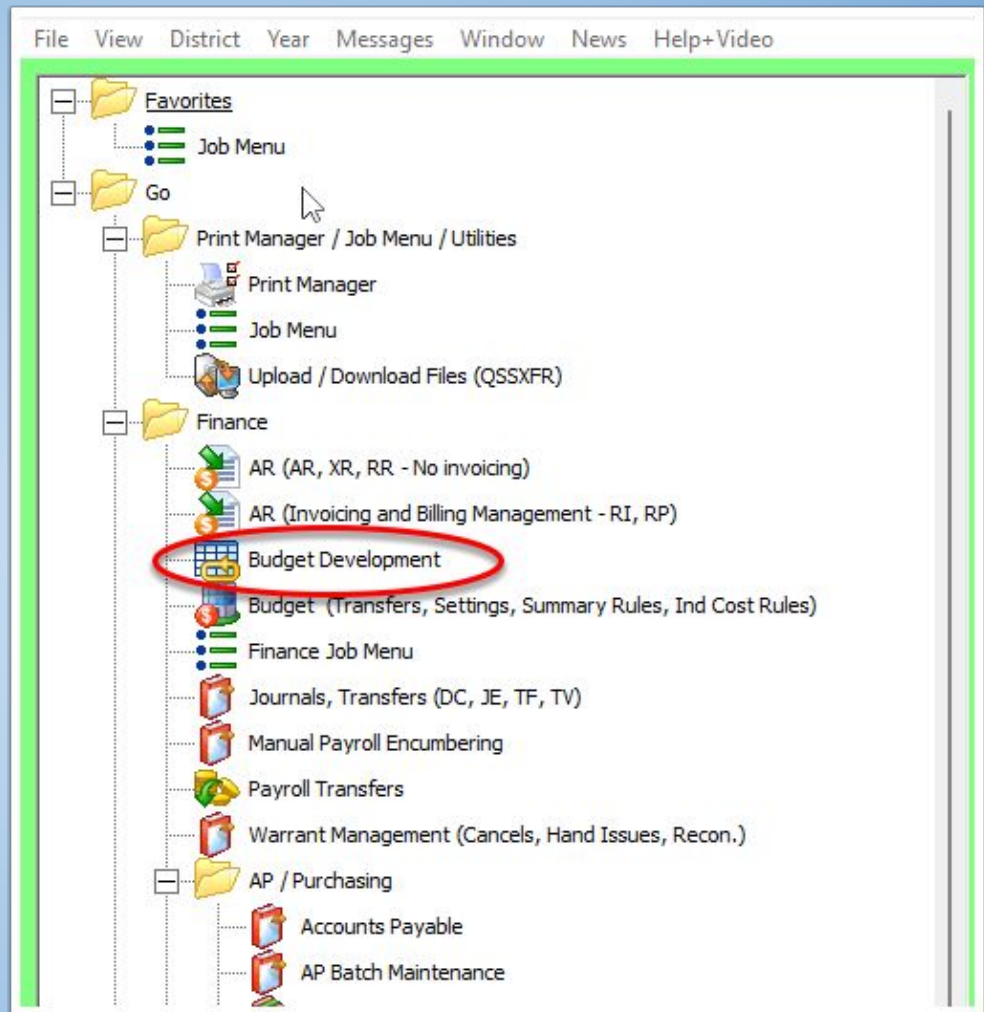 File View District Year Messages Window News Help+Video
Favorites
Job Menu
Go
Print Manager / Job Menu / Utilities
Print Manager
Job Menu
Upload / Download Files (QSSXFR)
Finance
AR (AR, XR, RR - No invoicing)
AR (Invoicing and Billing Management - RI, RP)
Budget Development
Budget (Transfers, Settings, Summary Rules, Ind Cost Rules)
Finance Job Menu
Journals, Transfers (DC, JE, TF, TV)
Manual Payroll Encumbering
Payroll Transfers
Warrant Management (Cancels, Hand Issues, Recon.)
AP / Purchasing
Accounts Payable
AP Batch Maintenance